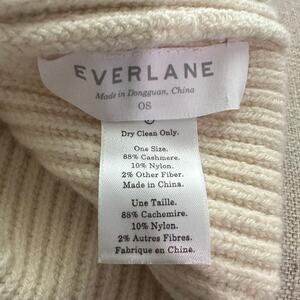 EVERLANE
Made in Dongguan, China
OS
Dry Clean Only.
One Size.
88% Cashmere.
10% Nylon.
2% Other Fiber.
Made in China.
Une Taille.
88% Cachemire.
10% Nylon.
2% Autres Fibres.
Fabrique en Chine.